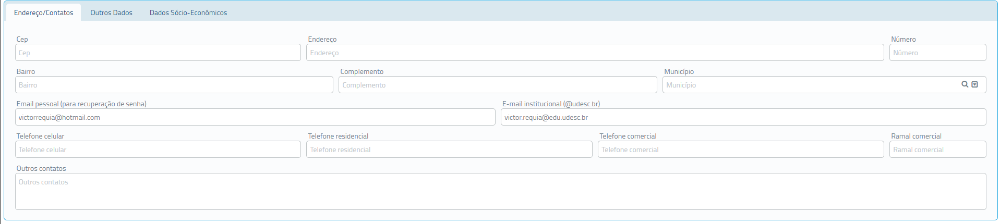 Endereço/Contatos Outros Dados Dados Sócio-Econômicos
Cep Endereço Número
Cep Endereço Número
Bairro Complemento Município
Bairro Complemento Município
Email pessoal (para recuperação de senha) E-mail institucional (@udesc.br)
victorrequia@hotmail.com victor.requia@edu.udesc.br
Telefone celular Telefone residencial Telefone comercial Ramal comercial
Telefone celular Telefone residencial Telefone comercial Ramal comercial
Outros contatos
Outros contatos